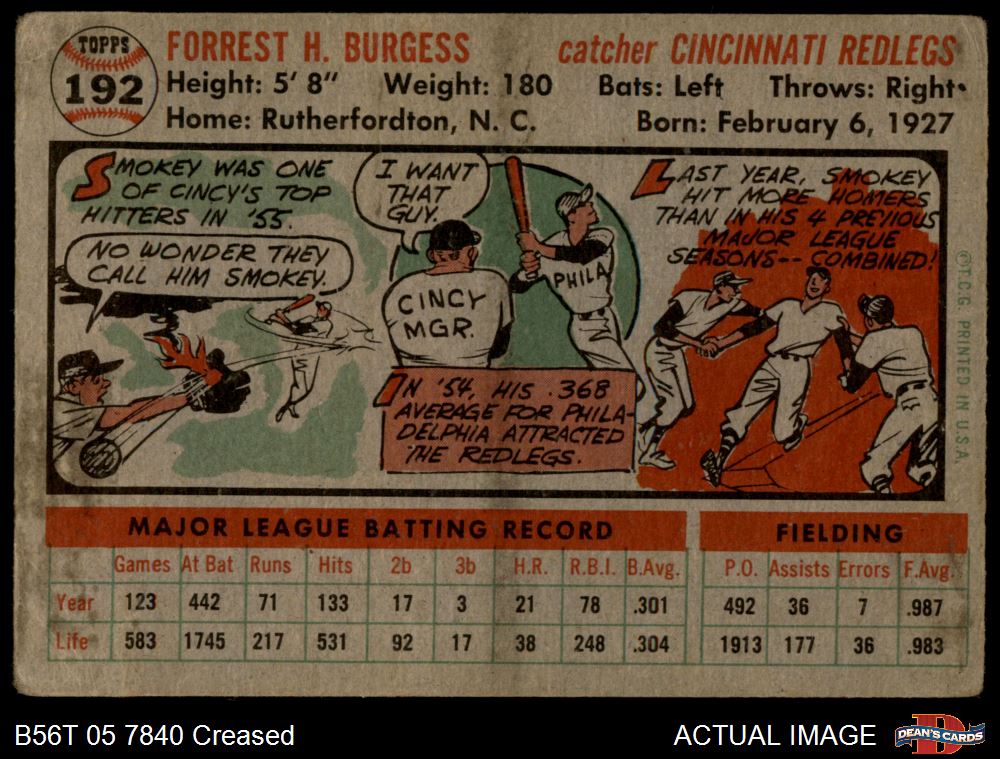 TOPPS
192
FORREST H. BURGESS catcher CINCINNATI REDLEGS
Height: 5' 8" Weight: 180 Bats: Left Throws: Right
Home: Rutherfordton, N. C. Born: February 6, 1927
SMOKEY WAS ONE
OF CINCY'S TOP
HITTERS IN '55.
NO WONDER THEY
CALL HIM SMOKEY.
I WANT
THAT
GUY.
CINCY
MGR.
PHILA
IN '54, HIS .368
AVERAGE FOR PHILA-
DELPHIA ATTRACTED
THE REDLEGS.
LAST YEAR, SMOKEY
HIT MORE HOMERS
THAN IN HIS 4 PREVIOUS
MAJOR LEAGUE
SEASONS-- COMBINED!
©T.C.G. PRINTED IN U.S.A.
MAJOR LEAGUE BATTING RECORD FIELDING
Games At Bat Runs Hits 2b 3b H.R. R.B.I. B.Avg. P.O. Assists Errors F.Avg.
Year 123 442 71 133 17 3 21 78 .301 492 36 7 .987
Life 583 1745 217 531 92 17 38 248 .304 1913 177 36 .983
B56T 05 7840 Creased ACTUAL IMAGE
D
DEAN'S CARDS